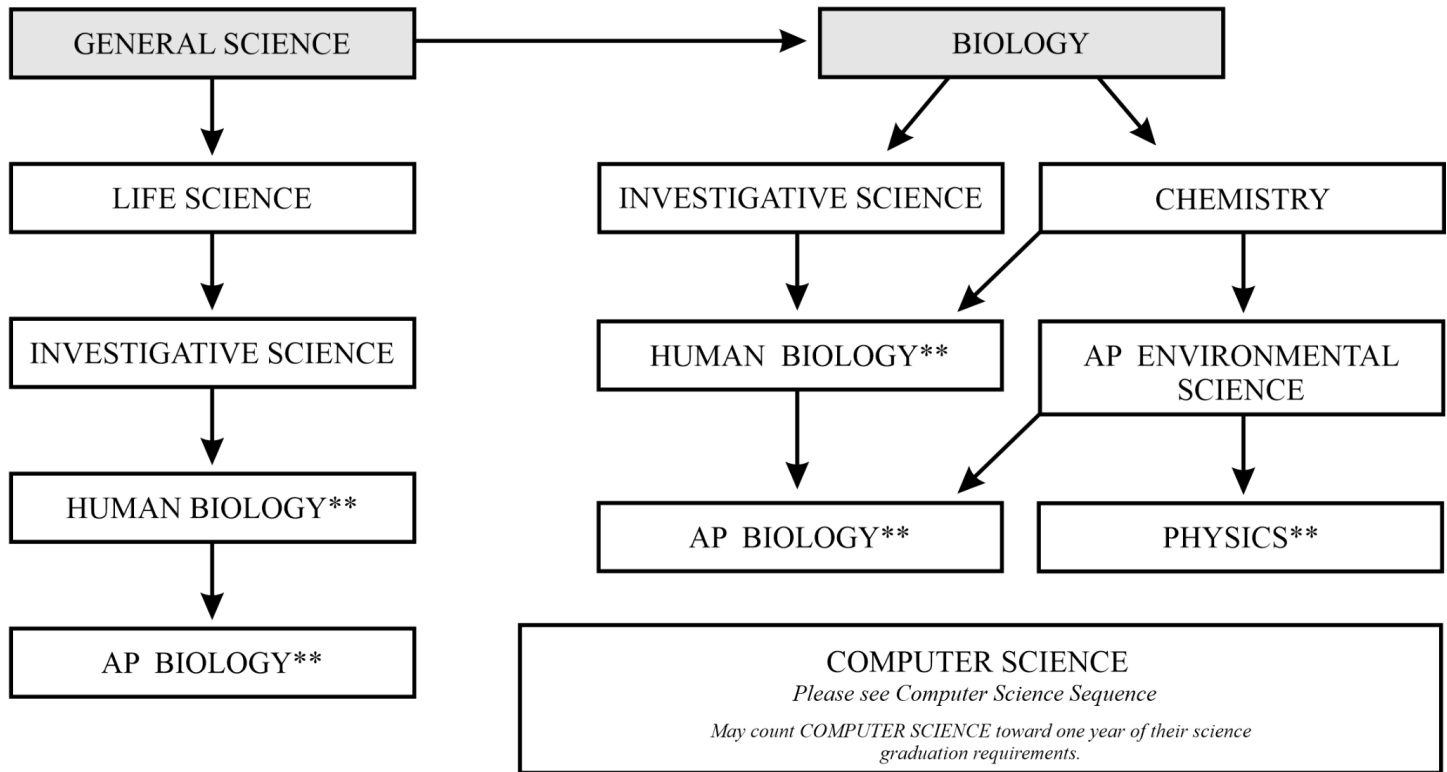 GENERAL SCIENCE
BIOLOGY
LIFE SCIENCE
INVESTIGATIVE SCIENCE
CHEMISTRY
INVESTIGATIVE SCIENCE
HUMAN BIOLOGY**
AP ENVIRONMENTAL
SCIENCE
HUMAN BIOLOGY**
AP BIOLOGY**
PHYSICS**
AP BIOLOGY**
COMPUTER SCIENCE
Please see Computer Science Sequence
May count COMPUTER SCIENCE toward one year of their science
graduation requirements.